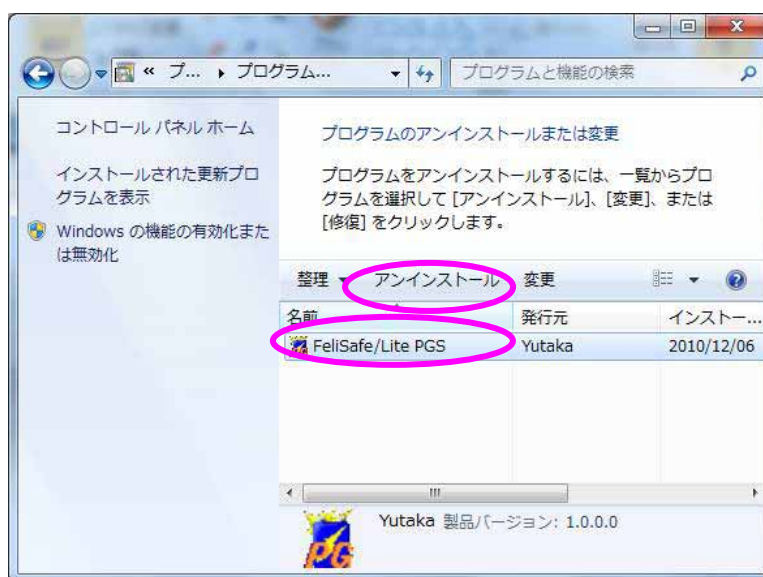 « プ... プログラム...
プログラムと機能の検索
コントロール パネル ホーム
インストールされた更新プロ
グラムを表示
Windows の機能の有効化また
は無効化
プログラムのアンインストールまたは変更
プログラムをアンインストールするには、一覧からプロ
グラムを選択して [アンインストール]、[変更]、または
[修復] をクリックします。
整理 アンインストール 変更
名前 発行元 インストー...
FeliSafe/Lite PGS Yutaka 2010/12/06
Yutaka 製品バージョン: 1.0.0.0
PG